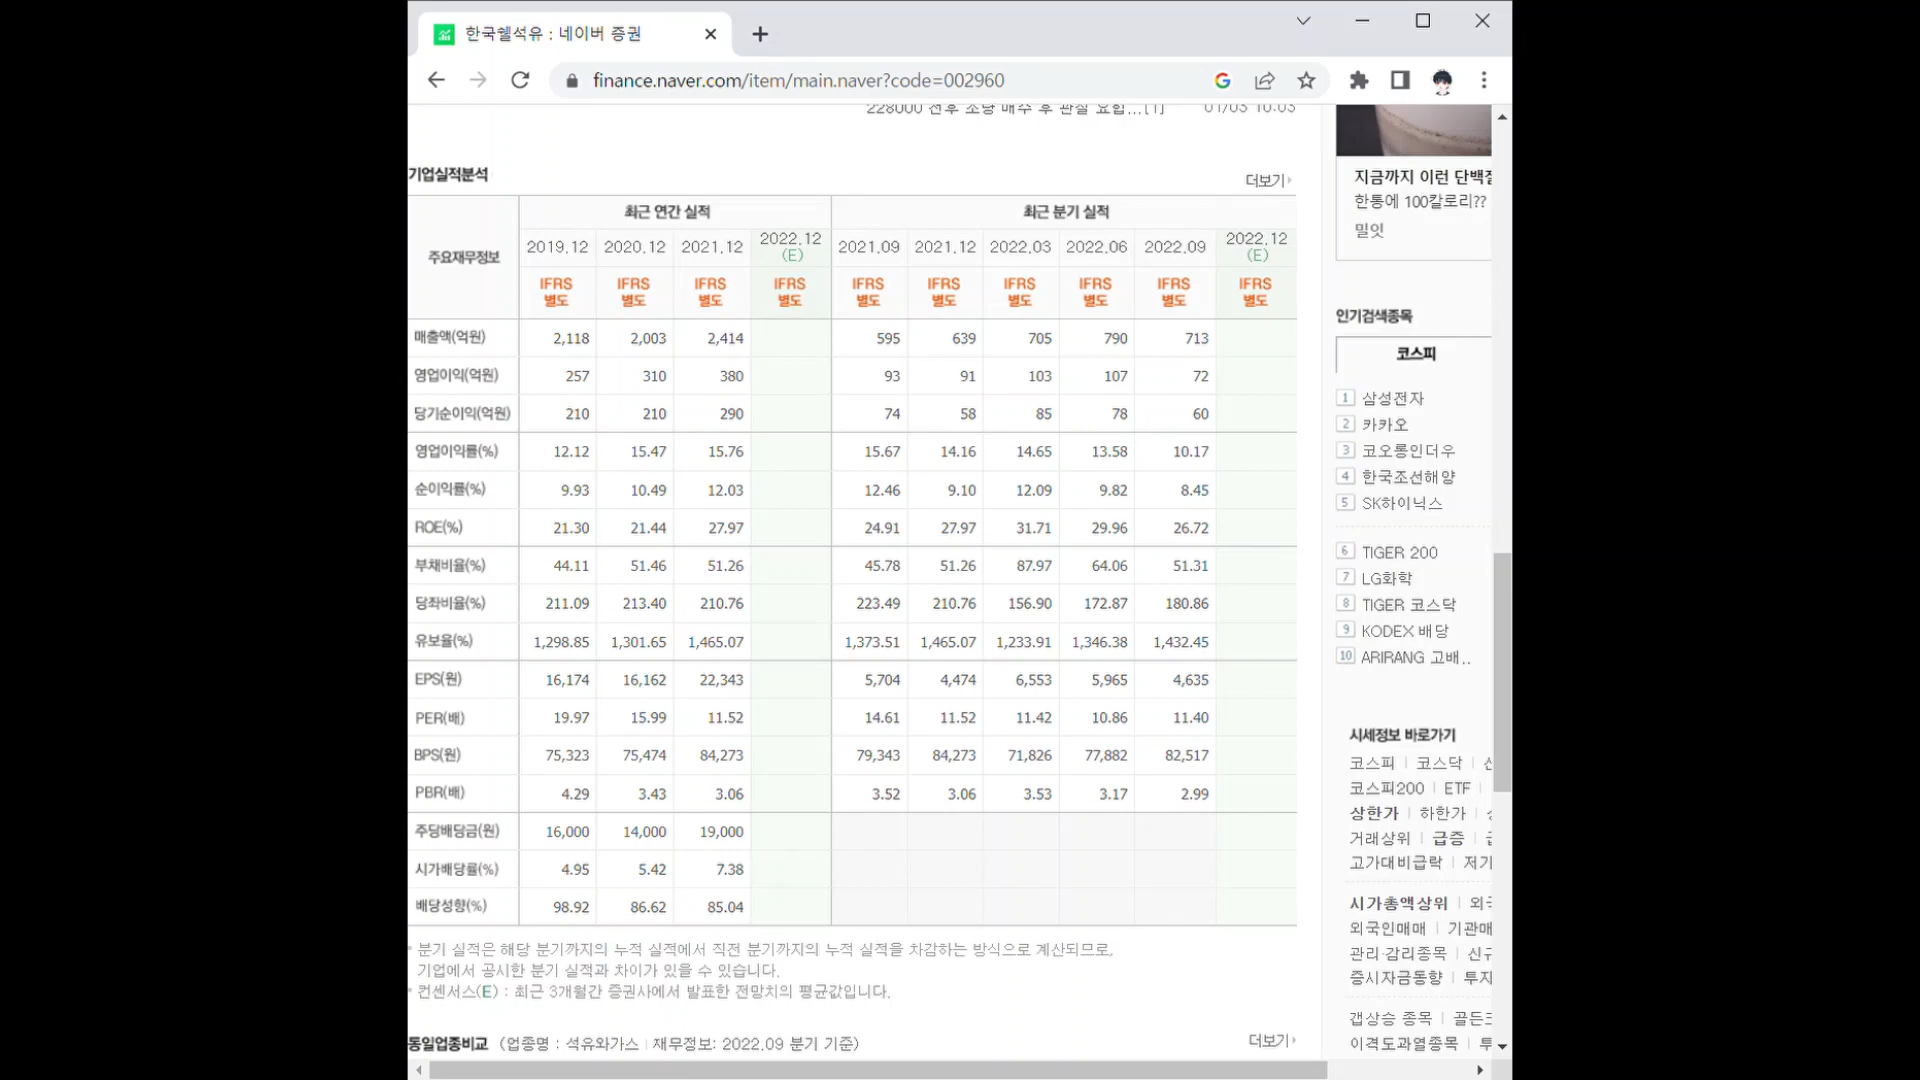 한국쉘석유 : 네이버 증권
finance.naver.com/item/main.naver?code=002960
228000 전후 초당 매수 후 관찰 요합...[1] 01/03 10:03
기업실적분석 더보기
주요재무정보 최근 연간 실적 최근 분기 실적
2019.12 2020.12 2021.12 2022.12 (E) 2021.09 2021.12 2022.03 2022.06 2022.09 2022.12 (E)
IFRS 별도 IFRS 별도 IFRS 별도 IFRS 별도 IFRS 별도 IFRS 별도 IFRS 별도 IFRS 별도 IFRS 별도 IFRS 별도
매출액(억원) 2,118 2,003 2,414 595 639 705 790 713
영업이익(억원) 257 310 380 93 91 103 107 72
당기순이익(억원) 210 210 290 74 58 85 78 60
영업이익률(%) 12.12 15.47 15.76 15.67 14.16 14.65 13.58 10.17
순이익률(%) 9.93 10.49 12.03 12.46 9.10 12.09 9.82 8.45
ROE(%) 21.30 21.44 27.97 24.91 27.97 31.71 29.96 26.72
부채비율(%) 44.11 51.46 51.26 45.78 51.26 87.97 64.06 51.31
당좌비율(%) 211.09 213.40 210.76 223.49 210.76 156.90 172.87 180.86
유보율(%) 1,298.85 1,301.65 1,465.07 1,373.51 1,465.07 1,233.91 1,346.38 1,432.45
EPS(원) 16,174 16,162 22,343 5,704 4,474 6,553 5,965 4,635
PER(배) 19.97 15.99 11.52 14.61 11.52 11.42 10.86 11.40
BPS(원) 75,323 75,474 84,273 79,343 84,273 71,826 77,882 82,517
PBR(배) 4.29 3.43 3.06 3.52 3.06 3.53 3.17 2.99
주당배당금(원) 16,000 14,000 19,000
시가배당률(%) 4.95 5.42 7.38
배당성향(%) 98.92 86.62 85.04
* 분기 실적은 해당 분기까지의 누적 실적에서 직전 분기까지의 누적 실적을 차감하는 방식으로 계산되므로,
기업에서 공시한 분기 실적과 차이가 있을 수 있습니다.
* 컨센서스(E) : 최근 3개월간 증권사에서 발표한 전망치의 평균값입니다.
동일업종비교 (업종명 : 석유와가스 | 재무정보: 2022.09 분기 기준) 더보기
지금까지 이런 단백질
한통에 100칼로리??
밀잇
인기검색종목
코스피
1 삼성전자
2 카카오
3 코오롱인더우
4 한국조선해양
5 SK하이닉스
6 TIGER 200
7 LG화학
8 TIGER 코스닥
9 KODEX 배당
10 ARIRANG 고배..
시세정보 바로가기
코스피 | 코스닥 |
코스피200 | ETF |
상한가 | 하한가 |
거래상위 | 급증 |
고가대비급락 | 저가
시가총액상위 | 외국
외국인매매 | 기관매
관리·감리종목 | 신규
증시자금동향 | 투자
갭상승 종목 | 골든크
이격도과열종목 | 투